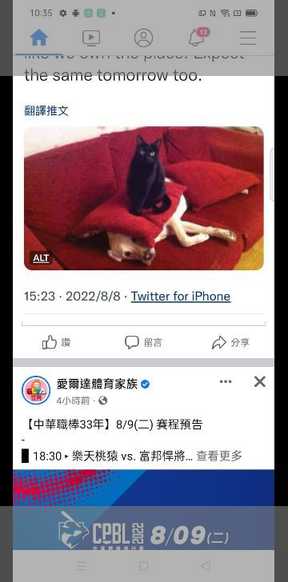 10:35
13
like we own the place. Expect
the same tomorrow too.
翻譯推文
ALT
15:23 · 2022/8/8 · Twitter for iPhone
讚
留言
分享
愛爾達體育家族
4小時前 ·
【中華職棒33年】8/9(二) 賽程預告
-
18:30 ▸ 樂天桃猿 vs. 富邦悍將... 查看更多
CPBL 2022 8/09(二)